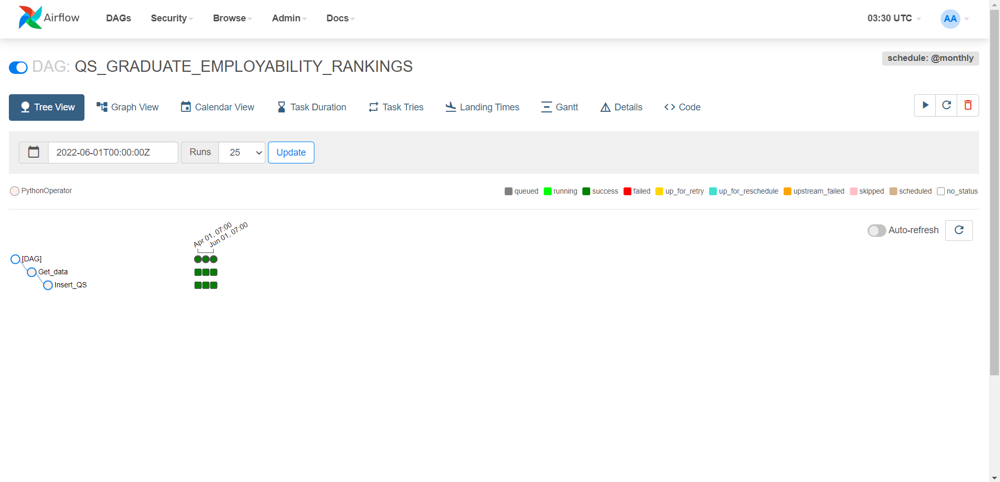 Airflow DAGs Security Browse Admin Docs 03:30 UTC AA
schedule: @monthly
DAG: QS_GRADUATE_EMPLOYABILITY_RANKINGS
Tree View Graph View Calendar View Task Duration Task Tries Landing Times Gantt Details Code
2022-06-01T00:00:00Z Runs 25 Update
PythonOperator queued running success failed up_for_retry up_for_reschedule upstream_failed skipped scheduled no_status
Apr 01, 07:00
Jun 01, 07:00
Auto-refresh
[DAG]
Get_data
Insert_QS